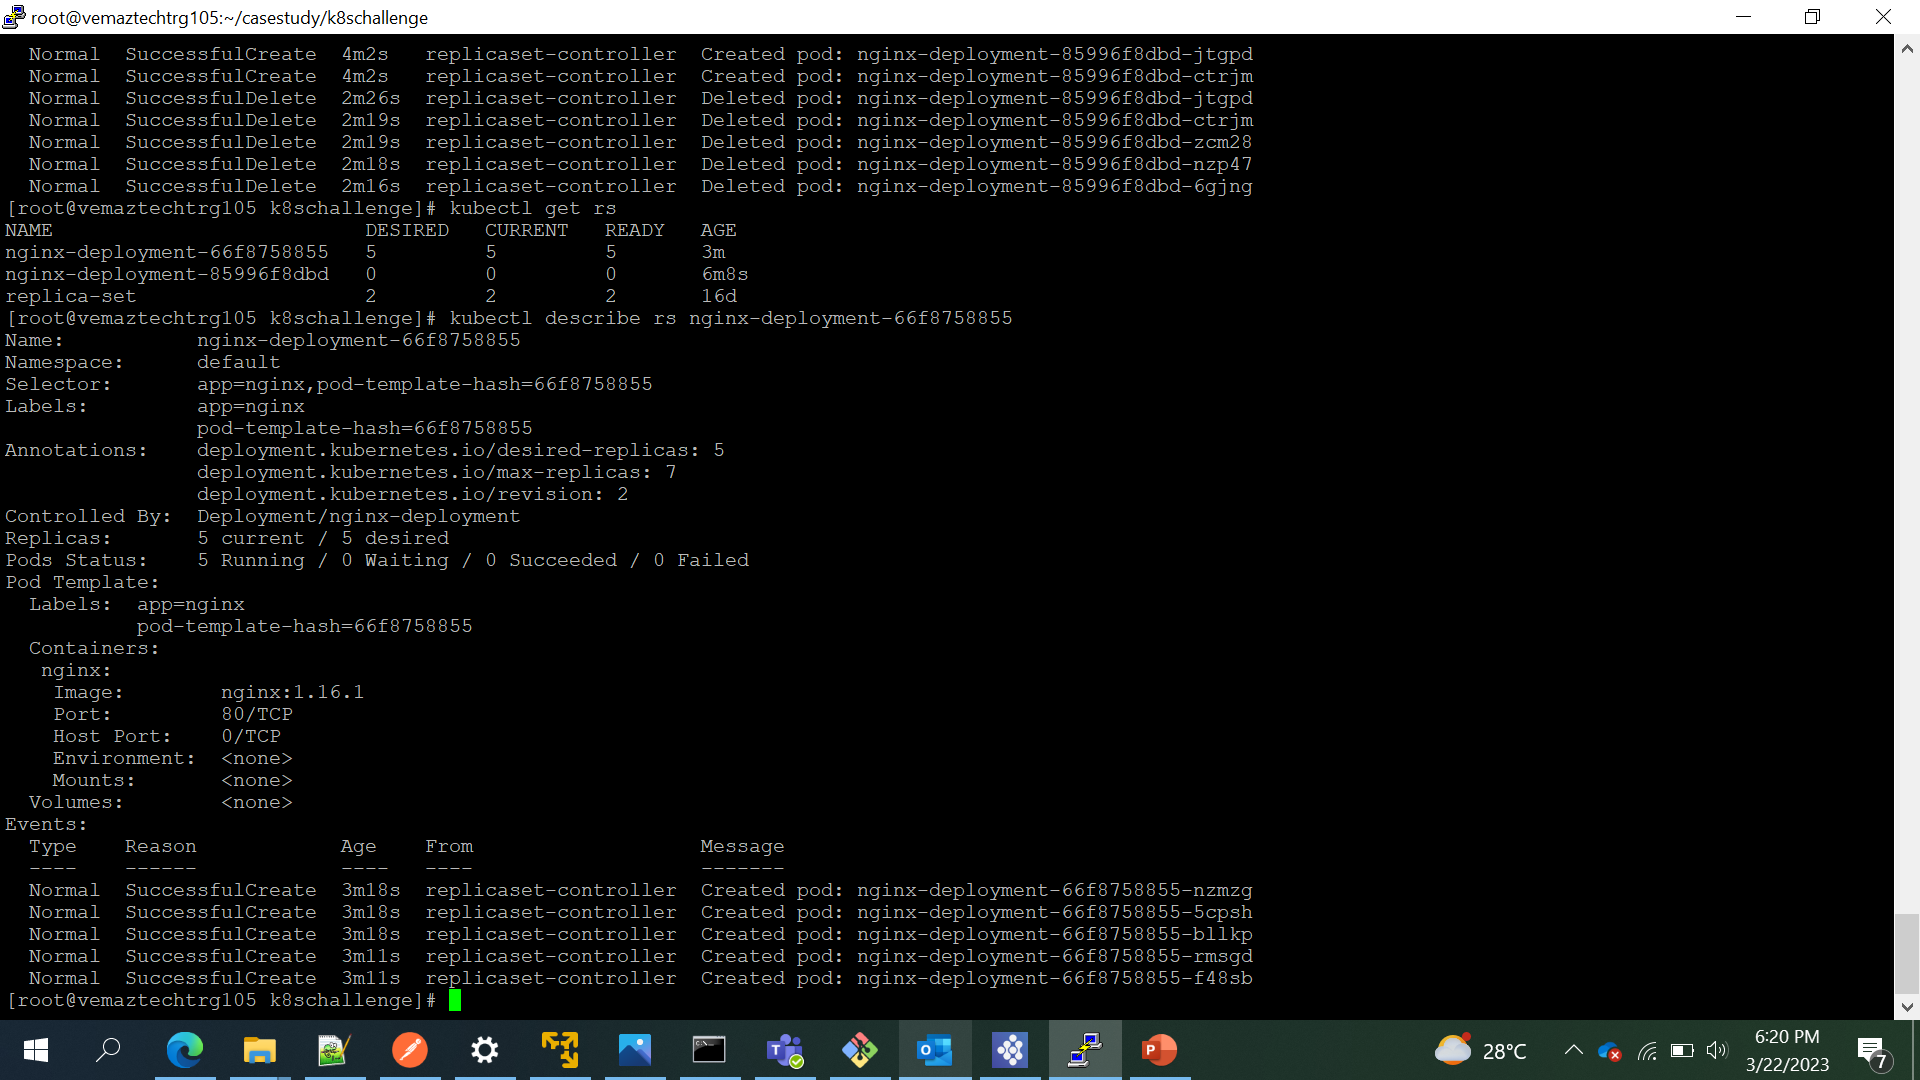 root@vemaztechtrg105:~/casestudy/k8schallenge
Normal SuccessfulCreate 4m2s replicaset-controller Created pod: nginx-deployment-85996f8dbd-jtgpd
Normal SuccessfulCreate 4m2s replicaset-controller Created pod: nginx-deployment-85996f8dbd-ctrjm
Normal SuccessfulDelete 2m26s replicaset-controller Deleted pod: nginx-deployment-85996f8dbd-jtgpd
Normal SuccessfulDelete 2m19s replicaset-controller Deleted pod: nginx-deployment-85996f8dbd-ctrjm
Normal SuccessfulDelete 2m19s replicaset-controller Deleted pod: nginx-deployment-85996f8dbd-zcm28
Normal SuccessfulDelete 2m18s replicaset-controller Deleted pod: nginx-deployment-85996f8dbd-nzp47
Normal SuccessfulDelete 2m16s replicaset-controller Deleted pod: nginx-deployment-85996f8dbd-6gjng
[root@vemaztechtrg105 k8schallenge]# kubectl get rs
NAME DESIRED CURRENT READY AGE
nginx-deployment-66f8758855 5 5 5 3m
nginx-deployment-85996f8dbd 0 0 0 6m8s
replica-set 2 2 2 16d
[root@vemaztechtrg105 k8schallenge]# kubectl describe rs nginx-deployment-66f8758855
Name: nginx-deployment-66f8758855
Namespace: default
Selector: app=nginx,pod-template-hash=66f8758855
Labels: app=nginx
pod-template-hash=66f8758855
Annotations: deployment.kubernetes.io/desired-replicas: 5
deployment.kubernetes.io/max-replicas: 7
deployment.kubernetes.io/revision: 2
Controlled By: Deployment/nginx-deployment
Replicas: 5 current / 5 desired
Pods Status: 5 Running / 0 Waiting / 0 Succeeded / 0 Failed
Pod Template:
Labels: app=nginx
pod-template-hash=66f8758855
Containers:
nginx:
Image: nginx:1.16.1
Port: 80/TCP
Host Port: 0/TCP
Environment: <none>
Mounts: <none>
Volumes: <none>
Events:
Type Reason Age From Message
---- ------ ---- ---- -------
Normal SuccessfulCreate 3m18s replicaset-controller Created pod: nginx-deployment-66f8758855-nzmzg
Normal SuccessfulCreate 3m18s replicaset-controller Created pod: nginx-deployment-66f8758855-5cpsh
Normal SuccessfulCreate 3m18s replicaset-controller Created pod: nginx-deployment-66f8758855-bllkp
Normal SuccessfulCreate 3m11s replicaset-controller Created pod: nginx-deployment-66f8758855-rmsgd
Normal SuccessfulCreate 3m11s replicaset-controller Created pod: nginx-deployment-66f8758855-f48sb
[root@vemaztechtrg105 k8schallenge]#
28°C
6:20 PM
3/22/2023
7